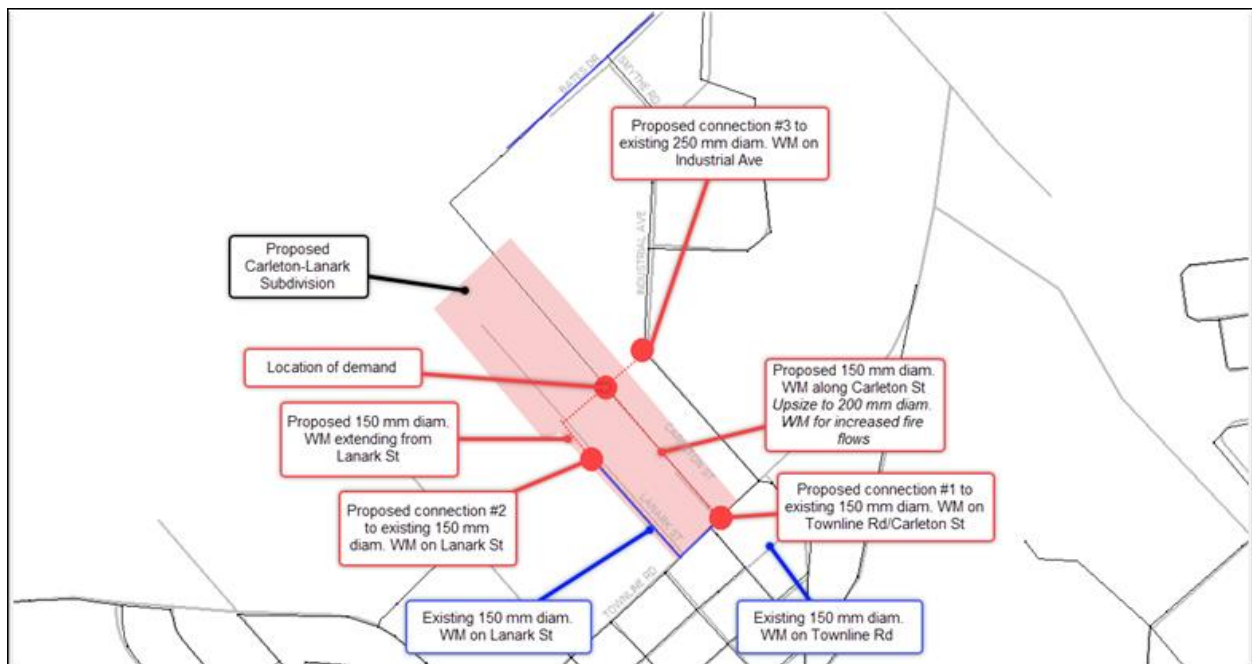 BATES DR
SMYTHE RD
Proposed connection #3 to
existing 250 mm diam. WM on
Industrial Ave
INDUSTRIAL AVE
Proposed
Carleton-Lanark
Subdivision
Location of demand
Proposed 150 mm diam.
WM along Carleton St
Upsize to 200 mm diam.
WM for increased fire
flows
Proposed 150 mm diam.
WM extending from
Lanark St
CARLETON ST
Proposed connection #2
to existing 150 mm
diam. WM on Lanark St
LANARK ST
Proposed connection #1 to
existing 150 mm diam. WM on
Townline Rd/Carleton St
TOWNLINE RD
Existing 150 mm diam.
WM on Lanark St
Existing 150 mm diam.
WM on Townline Rd